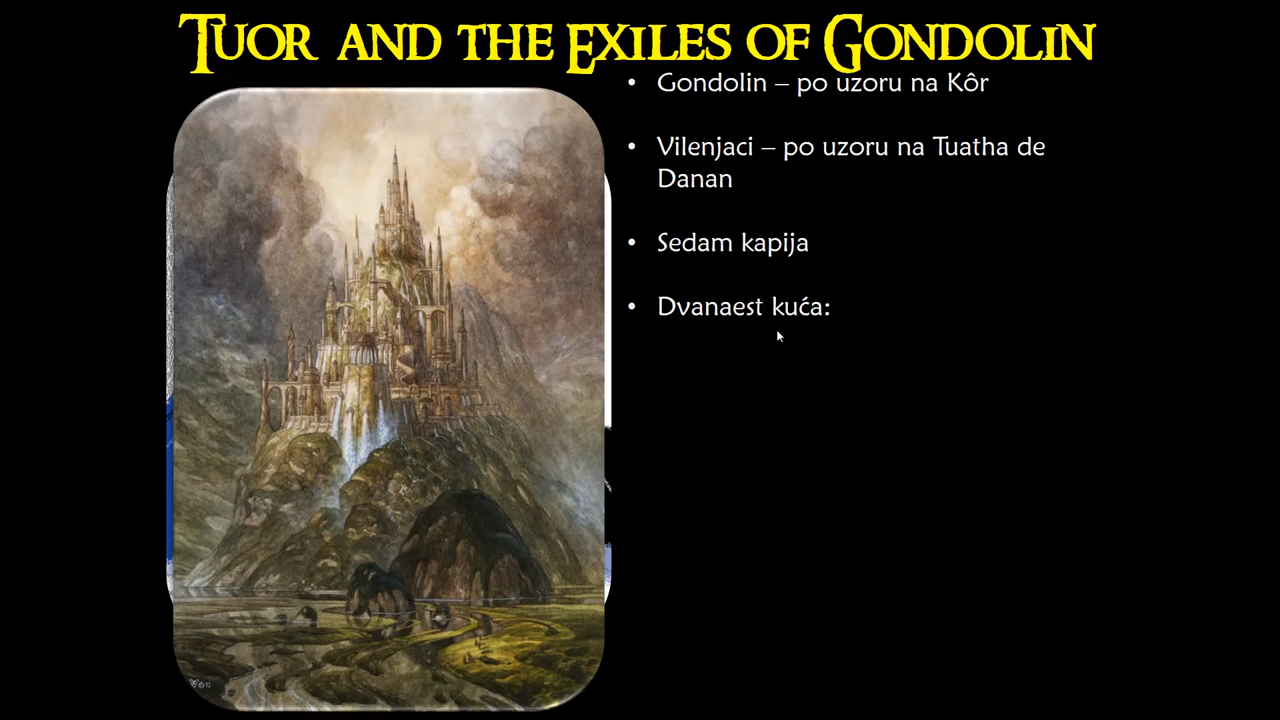 Tuor and the Exiles of Gondolin
• Gondolin – po uzoru na Kôr
• Vilenjaci – po uzoru na Tuatha de
Danan
• Sedam kapija
• Dvanaest kuća: